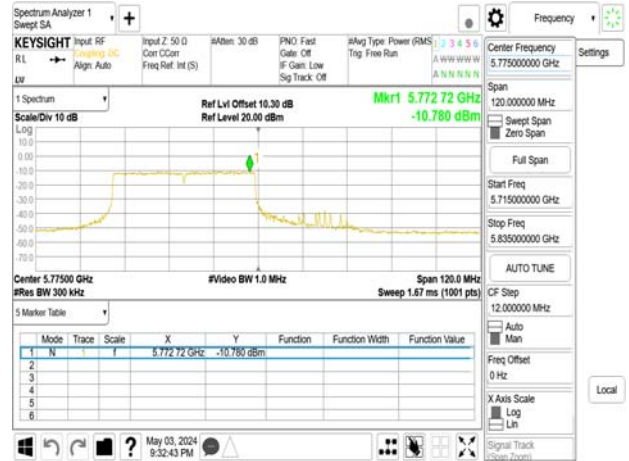 Spectrum Analyzer 1
Swept SA
Frequency
KEYSIGHT
RL
Input: RF
Coupling: DC
Align: Auto
Input Z: 50 Ω
Corr CCorr
Freq Ref: Int (S)
#Atten: 30 dB
PNO: Fast
Gate: Off
IF Gain: Low
Sig Track: Off
#Avg Type: Power (RMS
Trig: Free Run
1 2 3 4 5 6
A W W W W W
A N N N N N
1 Spectrum
Scale/Div 10 dB
Ref Lvl Offset 10.30 dB
Ref Level 20.00 dBm
Mkr1 5.772 72 GHz
-10.780 dBm
Log
10.0
0.00
-10.0
-20.0
-30.0
-40.0
-50.0
-60.0
-70.0
1
Center 5.77500 GHz
#Res BW 300 kHz
#Video BW 1.0 MHz
Span 120.0 MHz
Sweep 1.67 ms (1001 pts)
5 Marker Table
Mode Trace Scale X Y Function Function Width Function Value
1 N 1 f 5.772 72 GHz -10.780 dBm
2
3
4
5
6
May 03, 2024
9:32:43 PM
Center Frequency
5.775000000 GHz
Settings
Span
120.000000 MHz
Swept Span
Zero Span
Full Span
Start Freq
5.715000000 GHz
Stop Freq
5.835000000 GHz
AUTO TUNE
CF Step
12.000000 MHz
Auto
Man
Freq Offset
0 Hz
X Axis Scale
Log
Lin
Local
Signal Track
(Span Zoom)